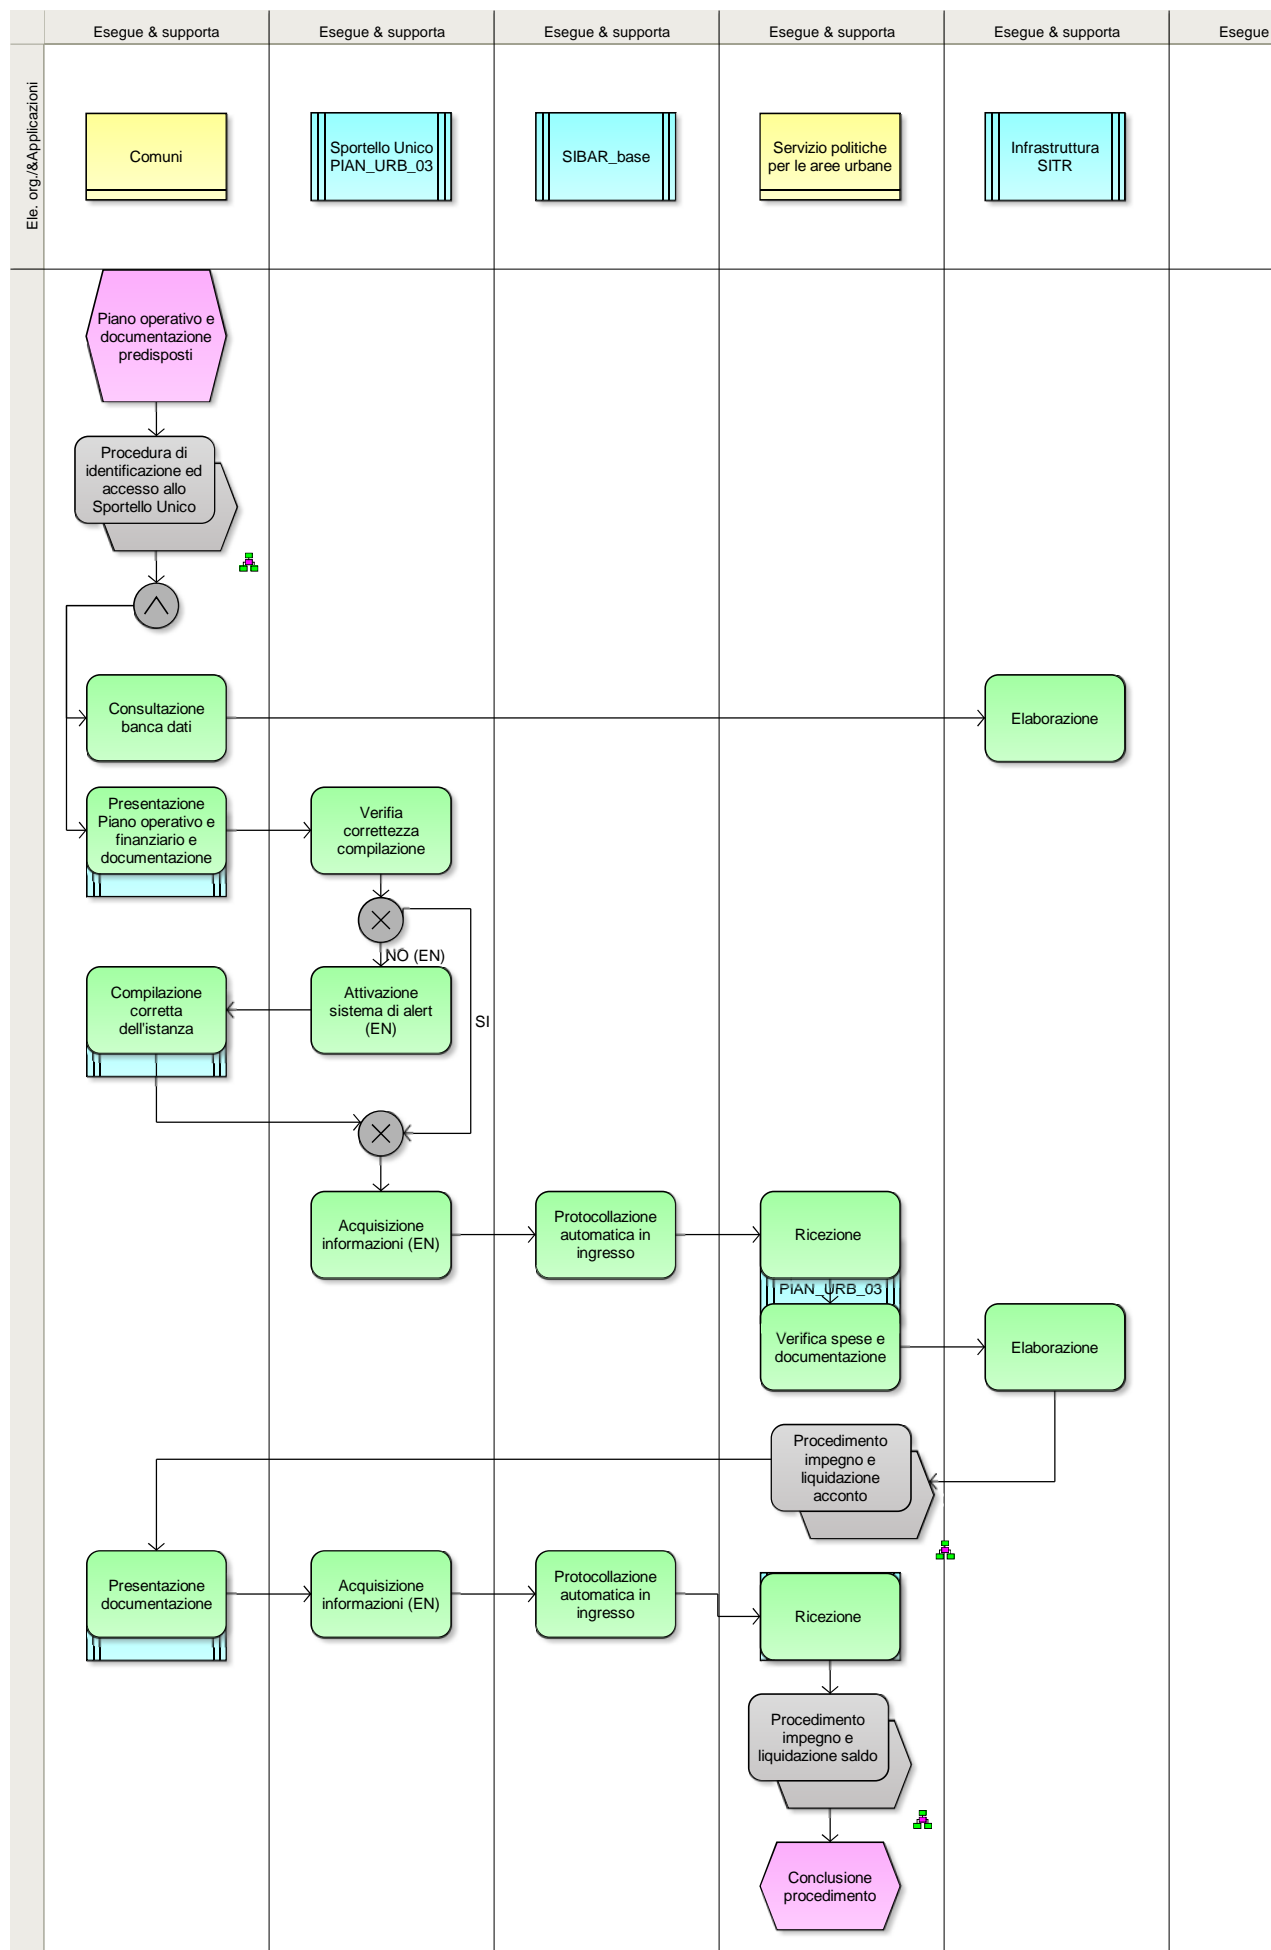 Esegue & supporta
Esegue & supporta
Esegue & supporta
Esegue & supporta
Esegue & supporta
Esegue
Ele. org./&Applicazioni
Comuni
Sportello Unico
PIAN_URB_03
SIBAR_base
Servizio politiche
per le aree urbane
Infrastruttura
SITR
Piano operativo e
documentazione
predisposti
Procedura di
identificazione ed
accesso allo
Sportello Unico
Consultazione
banca dati
Elaborazione
Presentazione
Piano operativo e
finanziario e
documentazione
Verifia
correttezza
compilazione
NO (EN)
Compilazione
corretta
dell'istanza
Attivazione
sistema di alert
(EN)
SI
Acquisizione
informazioni (EN)
Protocollazione
automatica in
ingresso
Ricezione
PIAN_URB_03
Verifica spese e
documentazione
Elaborazione
Procedimento
impegno e
liquidazione
acconto
Presentazione
documentazione
Acquisizione
informazioni (EN)
Protocollazione
automatica in
ingresso
Ricezione
Procedimento
impegno e
liquidazione saldo
Conclusione
procedimento